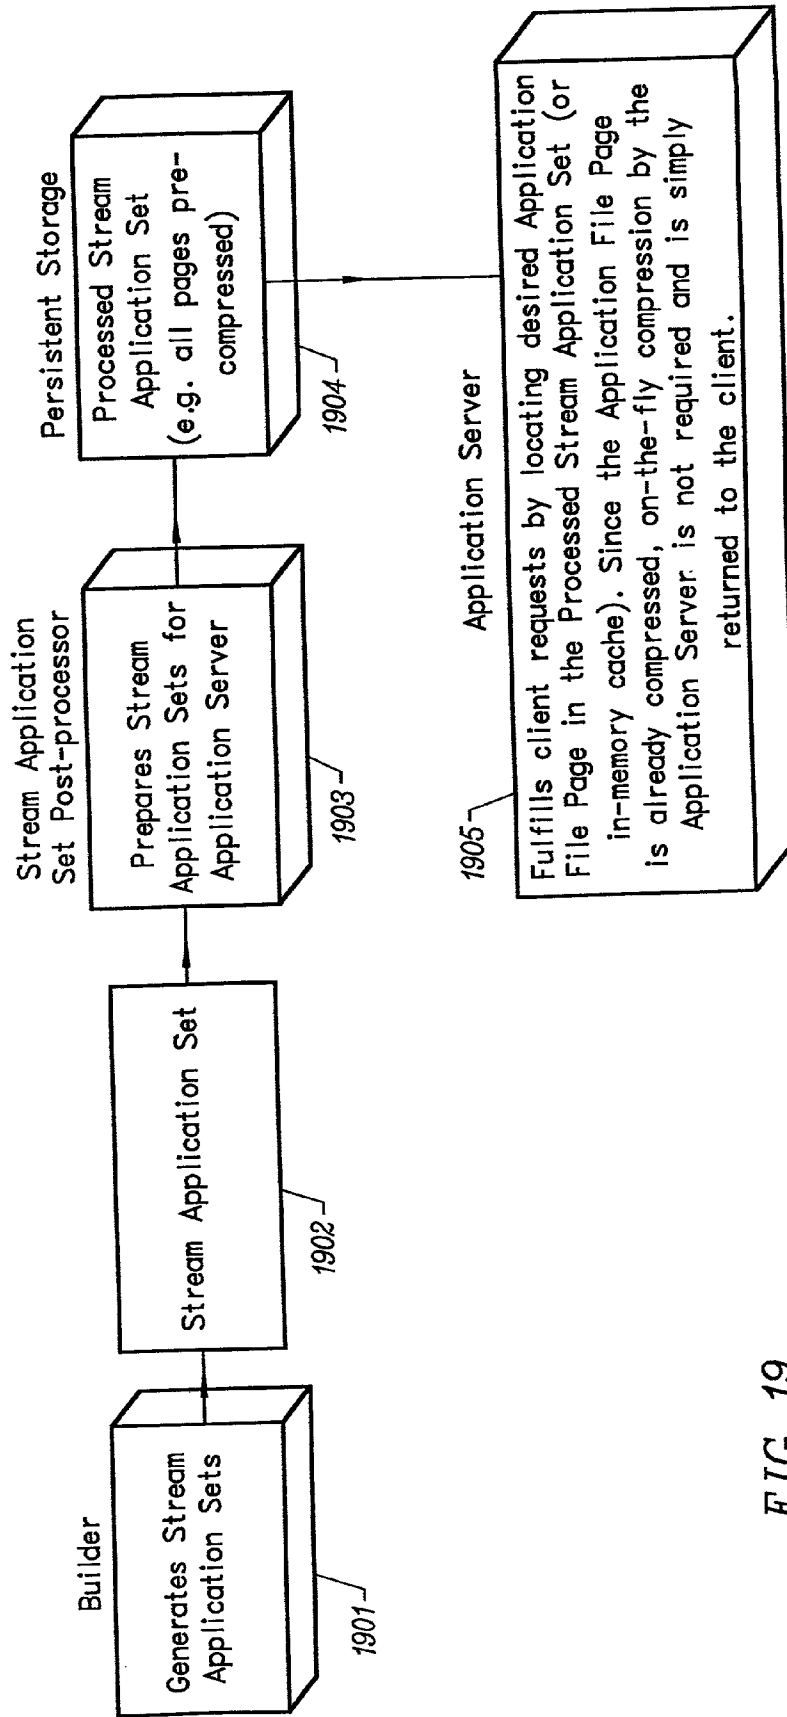 Builder
Generates Stream
Application Sets
1901
Stream Application Set
1902
Stream Application
Set Post-processor
Prepares Stream
Application Sets for
Application Server
1903
Persistent Storage
Processed Stream
Application Set
(e.g. all pages pre-
compressed)
1904
Application Server
1905
Fulfills client requests by locating desired Application
File Page in the Processed Stream Application Set (or
in-memory cache). Since the Application File Page
is already compressed, on-the-fly compression by the
Application Server is not required and is simply
returned to the client.
FIG. 19